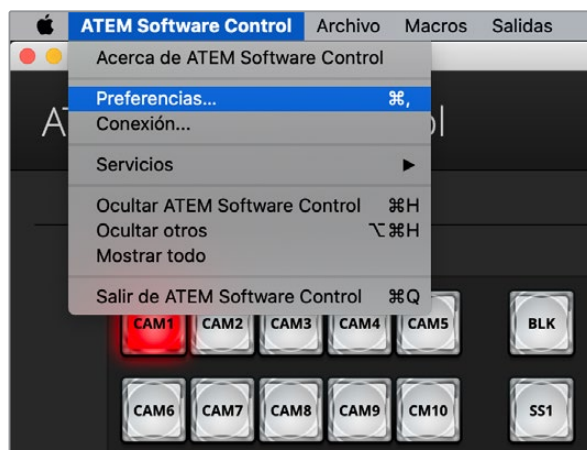 ATEM Software Control Archivo Macros Salidas
Acerca de ATEM Software Control
Preferencias... ⌘,
Conexión...
Servicios ▶
Ocultar ATEM Software Control ⌘H
Ocultar otros ⌥⌘H
Mostrar todo
Salir de ATEM Software Control ⌘Q
CAM1 CAM2 CAM3 CAM4 CAM5 BLK
CAM6 CAM7 CAM8 CAM9 CM10 SS1